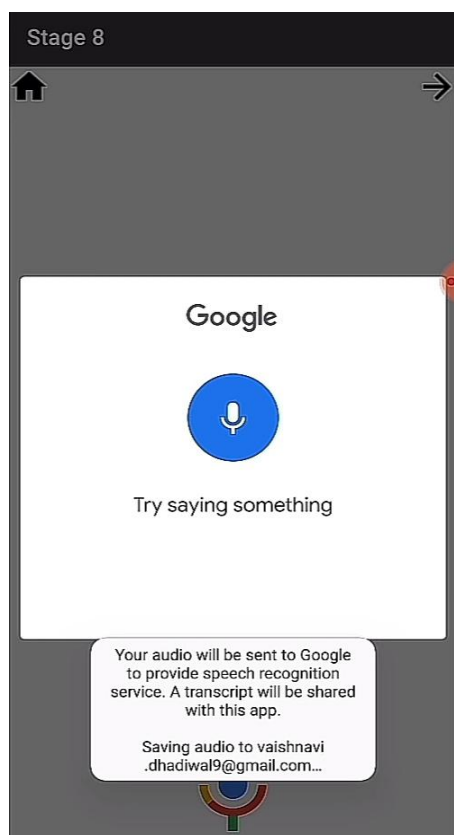 Stage 8
Google
Try saying something
Your audio will be sent to Google
to provide speech recognition
service. A transcript will be shared
with this app.
Saving audio to vaishnavi
.dhadiwal9@gmail.com...